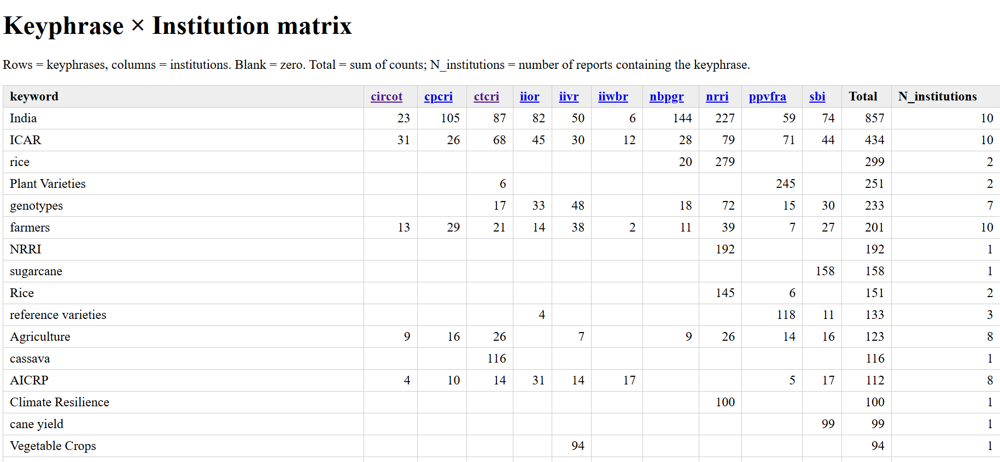 Keyphrase × Institution matrix
Rows = keyphrases, columns = institutions. Blank = zero. Total = sum of counts; N_institutions = number of reports containing the keyphrase.
keyword circot cpcri ctcri iior iivr iiwbr nbpgr nrri ppvfra sbi Total N_institutions
India 23 105 87 82 50 6 144 227 59 74 857 10
ICAR 31 26 68 45 30 12 28 79 71 44 434 10
rice 20 279 299 2
Plant Varieties 6 245 251 2
genotypes 17 33 48 18 72 15 30 233 7
farmers 13 29 21 14 38 2 11 39 7 27 201 10
NRRI 192 192 1
sugarcane 158 158 1
Rice 145 6 151 2
reference varieties 4 118 11 133 3
Agriculture 9 16 26 7 9 26 14 16 123 8
cassava 116 116 1
AICRP 4 10 14 31 14 17 5 17 112 8
Climate Resilience 100 100 1
cane yield 99 99 1
Vegetable Crops 94 94 1